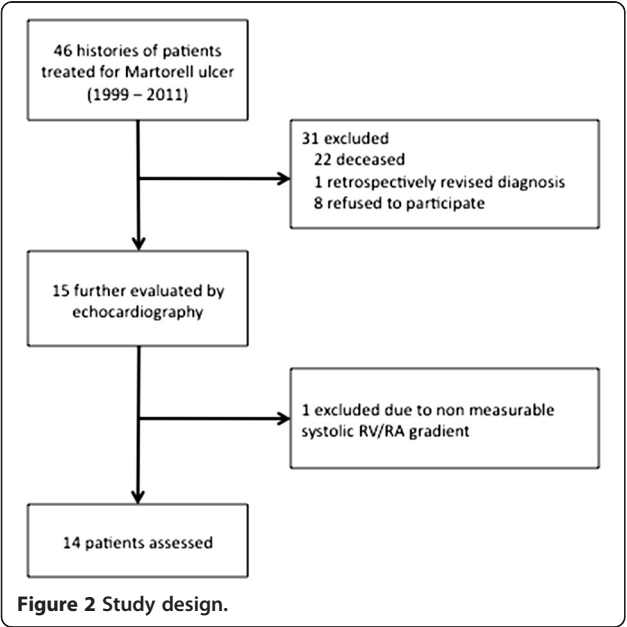 46 histories of patients
treated for Martorell ulcer
(1999 – 2011)
31 excluded
22 deceased
1 retrospectively revised diagnosis
8 refused to participate
15 further evaluated by
echocardiography
1 excluded due to non measurable
systolic RV/RA gradient
14 patients assessed
Figure 2 Study design.